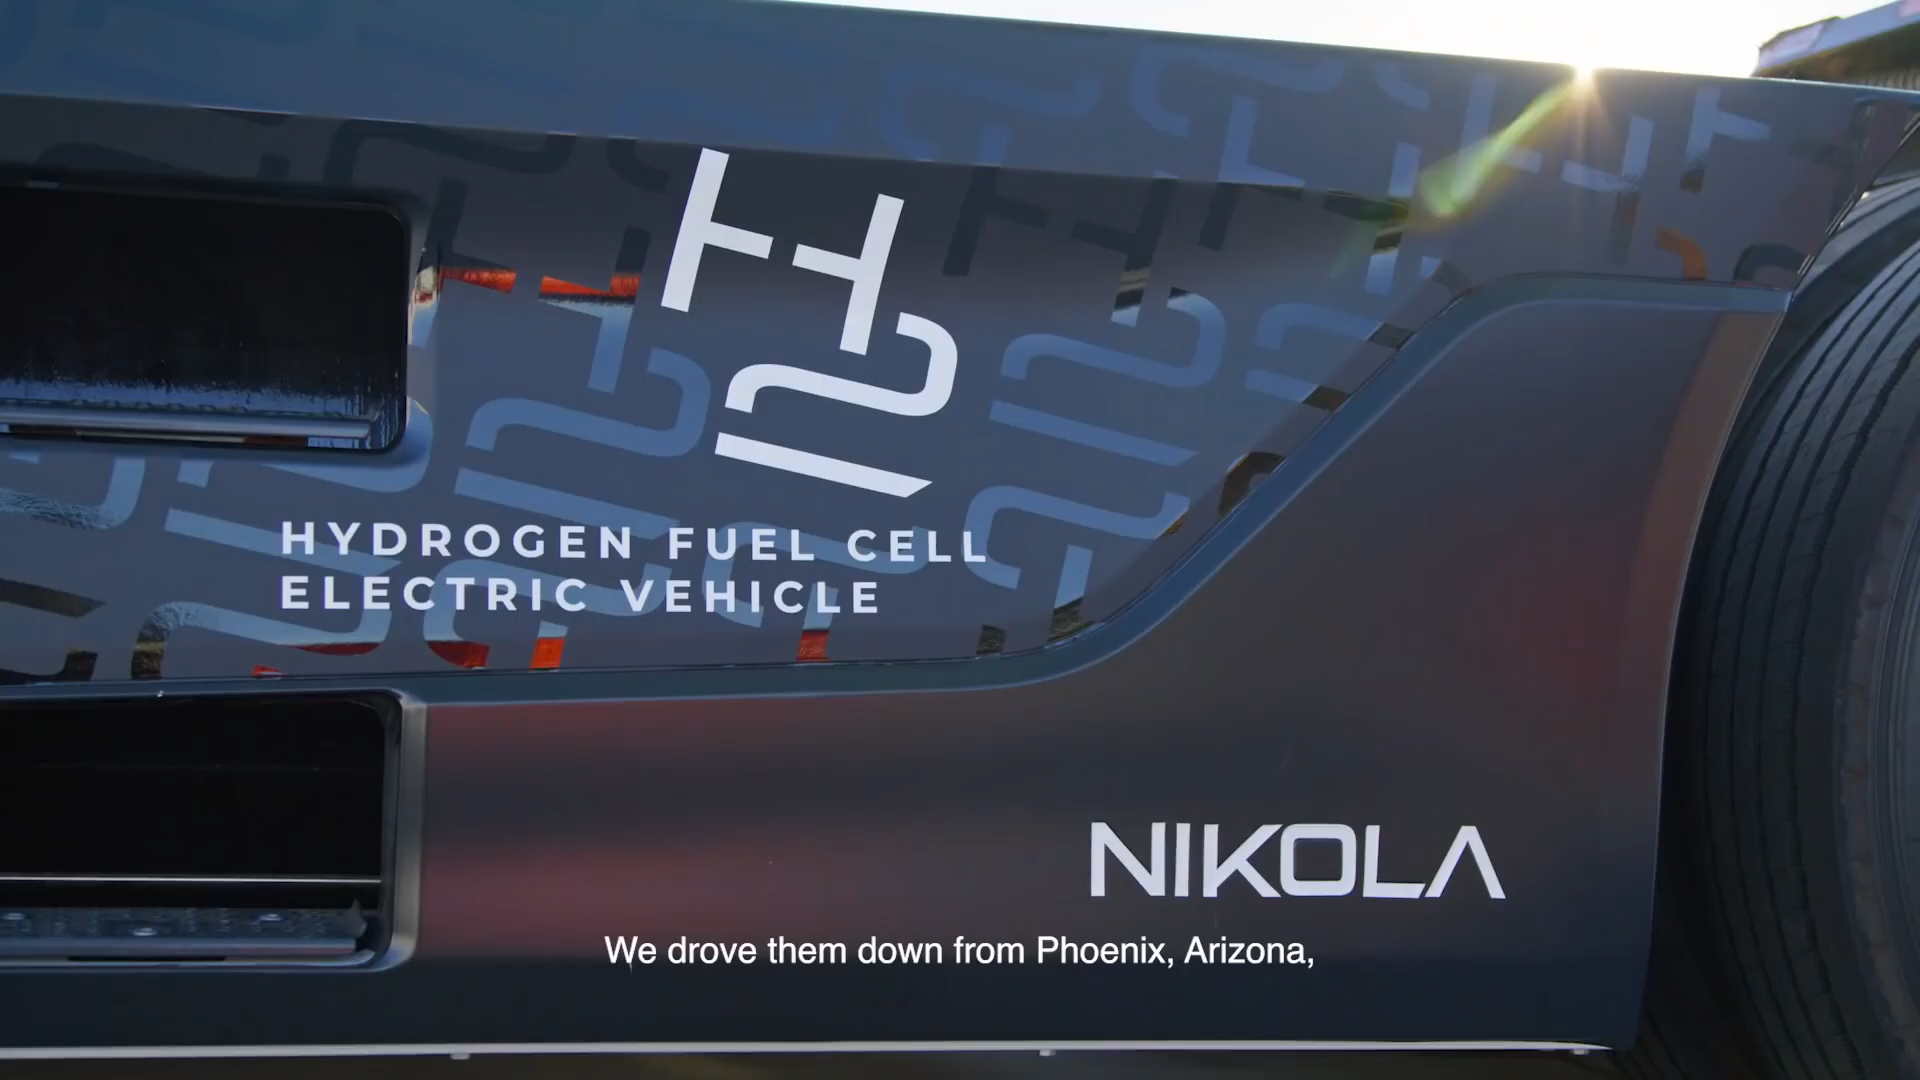 H2
HYDROGEN FUEL CELL
ELECTRIC VEHICLE
NIKOLA
We drove them down from Phoenix, Arizona,